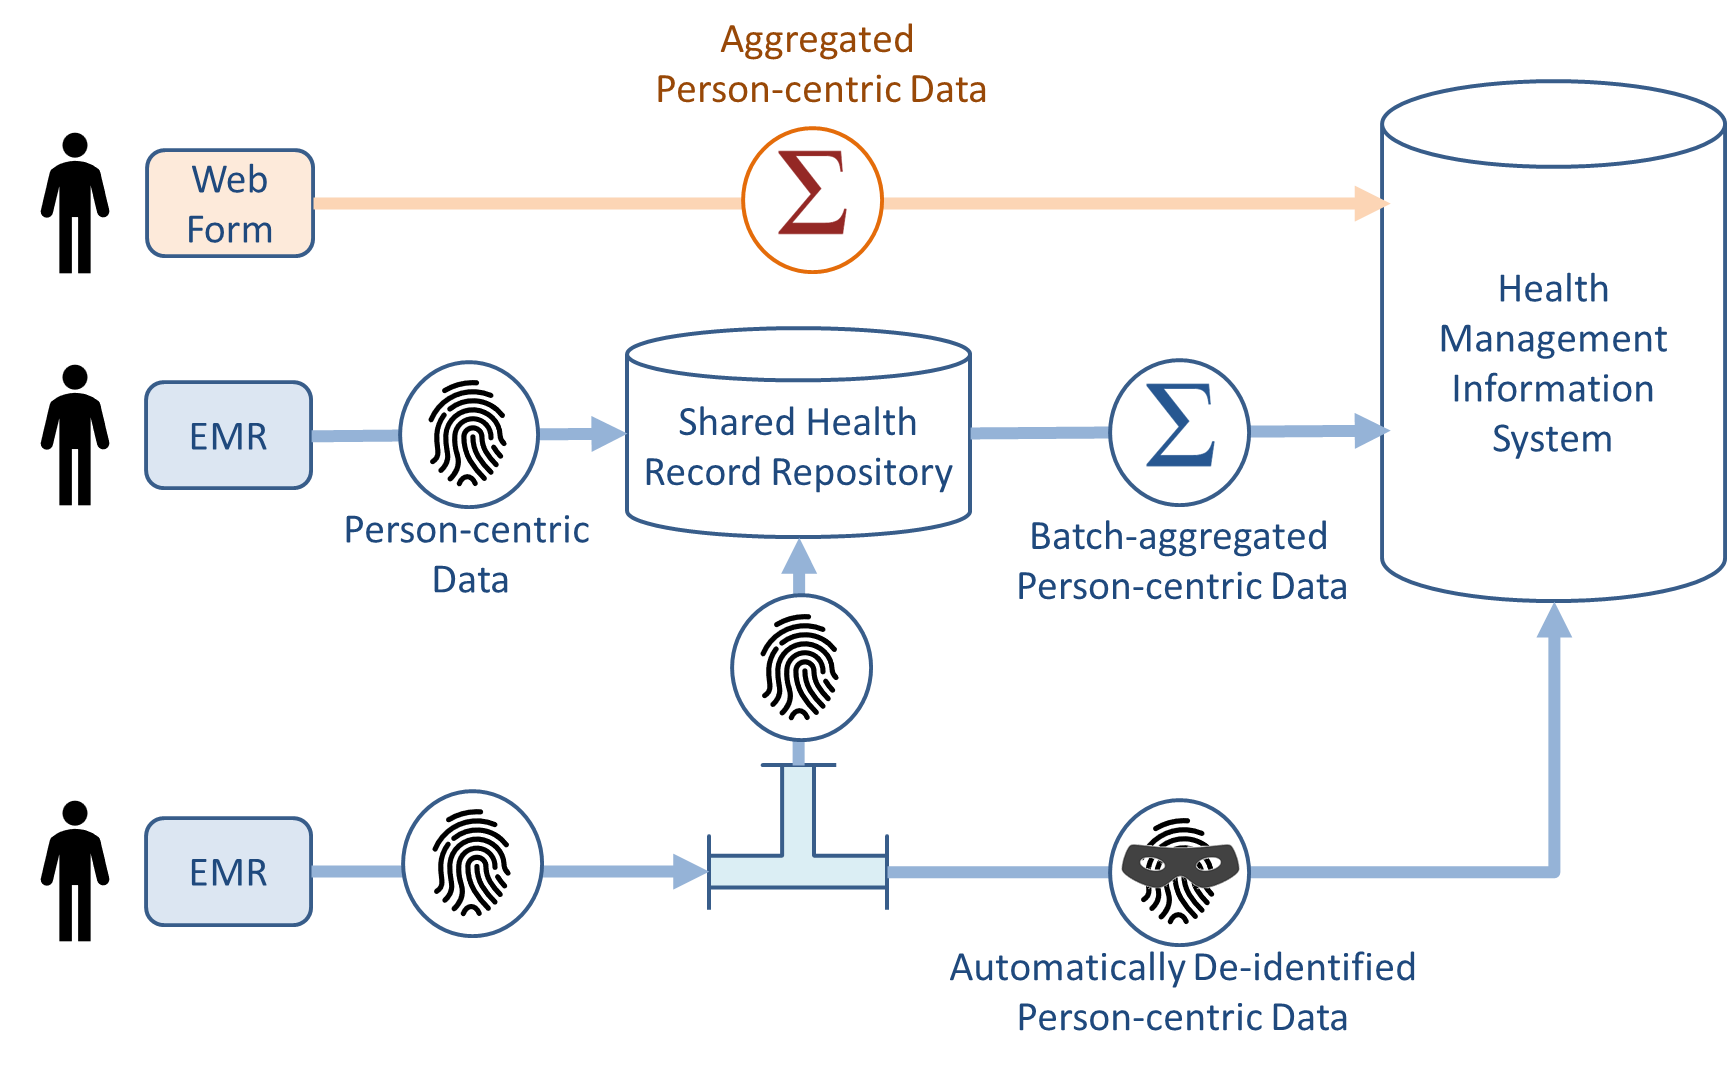 Aggregated
Person-centric Data
Web
Form
Σ
Health
Management
Information
System
EMR
Shared Health
Record Repository
Σ
Person-centric
Data
Batch-aggregated
Person-centric Data
EMR
Automatically De-identified
Person-centric Data